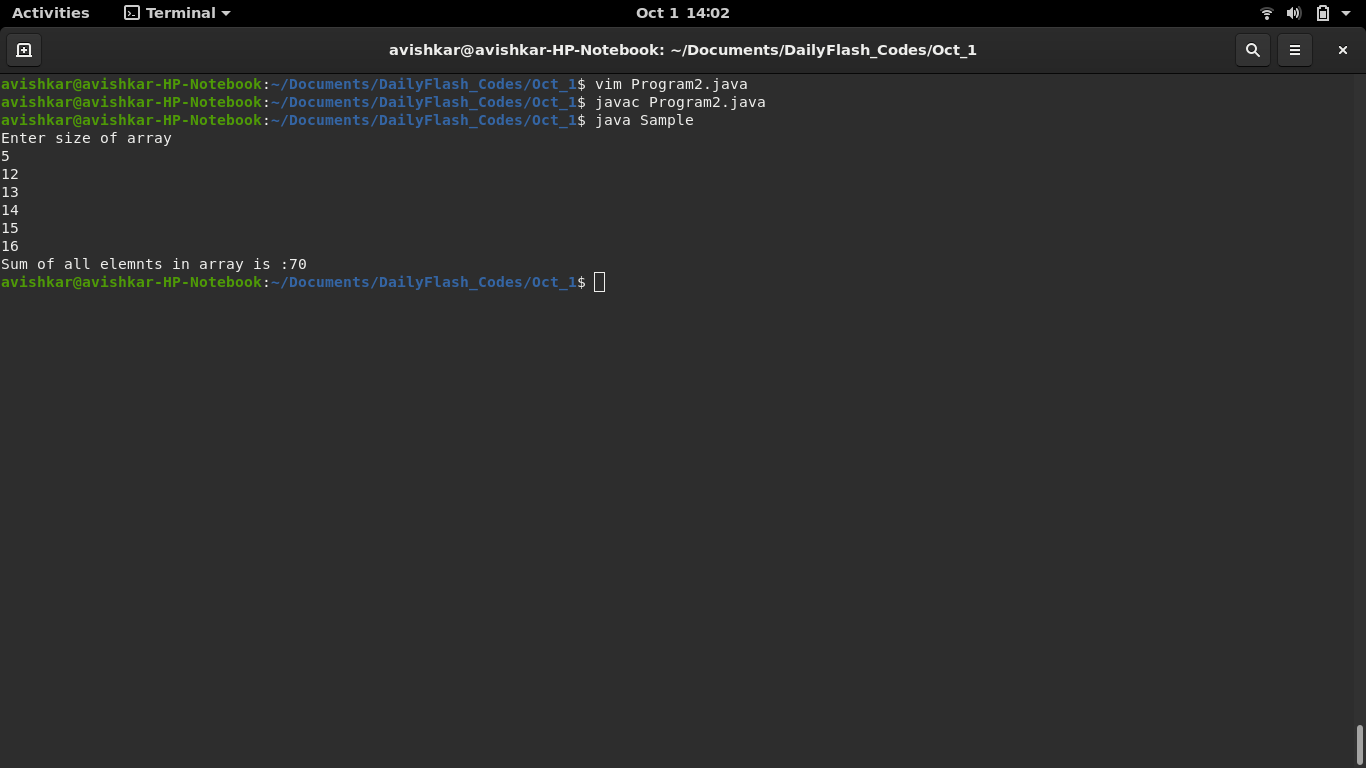 Activities Terminal Oct 1 14:02
avishkar@avishkar-HP-Notebook: ~/Documents/DailyFlash_Codes/Oct_1
avishkar@avishkar-HP-Notebook:~/Documents/DailyFlash_Codes/Oct_1$ vim Program2.java
avishkar@avishkar-HP-Notebook:~/Documents/DailyFlash_Codes/Oct_1$ javac Program2.java
avishkar@avishkar-HP-Notebook:~/Documents/DailyFlash_Codes/Oct_1$ java Sample
Enter size of array
5
12
13
14
15
16
Sum of all elemnts in array is :70
avishkar@avishkar-HP-Notebook:~/Documents/DailyFlash_Codes/Oct_1$